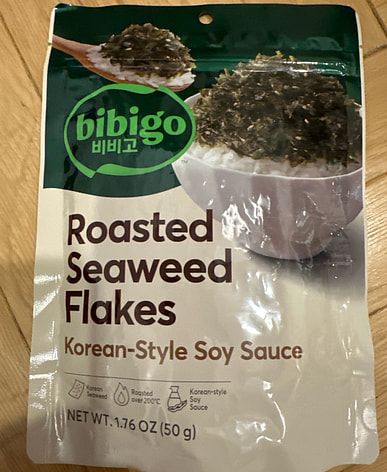 bibigo
비비고
™
Roasted
Seaweed
Flakes
Korean-Style Soy Sauce
Korean
Seaweed
Roasted
over 200℃
Korean-style
Soy
Sauce
NET WT. 1.76 OZ (50 g)